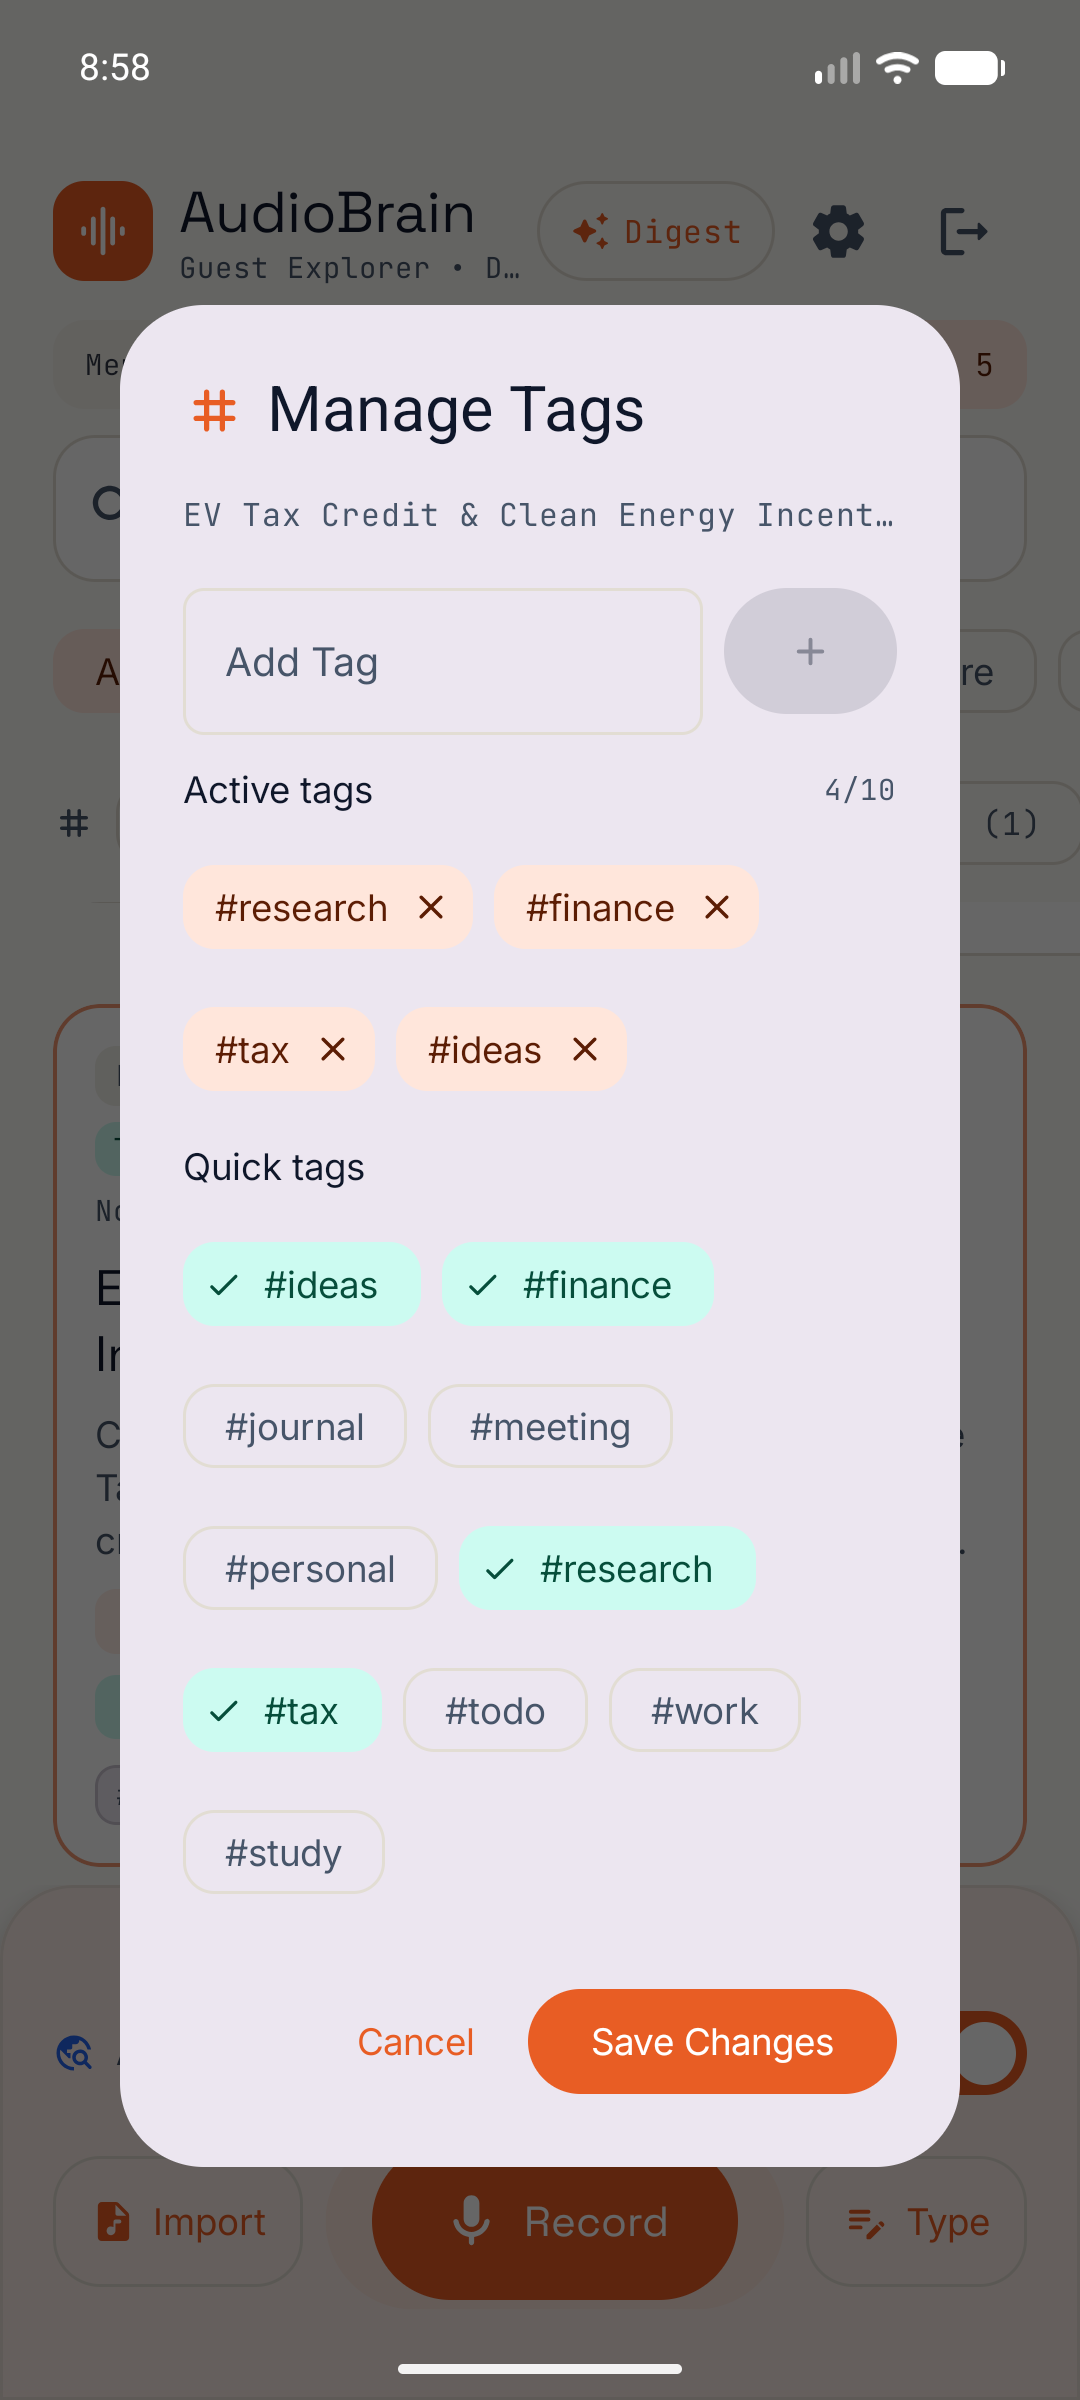 8:58
AudioBrain
Guest Explorer • D…
Digest
5
Manage Tags
EV Tax Credit & Clean Energy Incent…
Add Tag
Active tags
4/10
(1)
#research
#finance
#tax
#ideas
Quick tags
#ideas
#finance
#journal
#meeting
#personal
#research
#tax
#todo
#work
#study
Cancel
Save Changes
Import
Record
Type